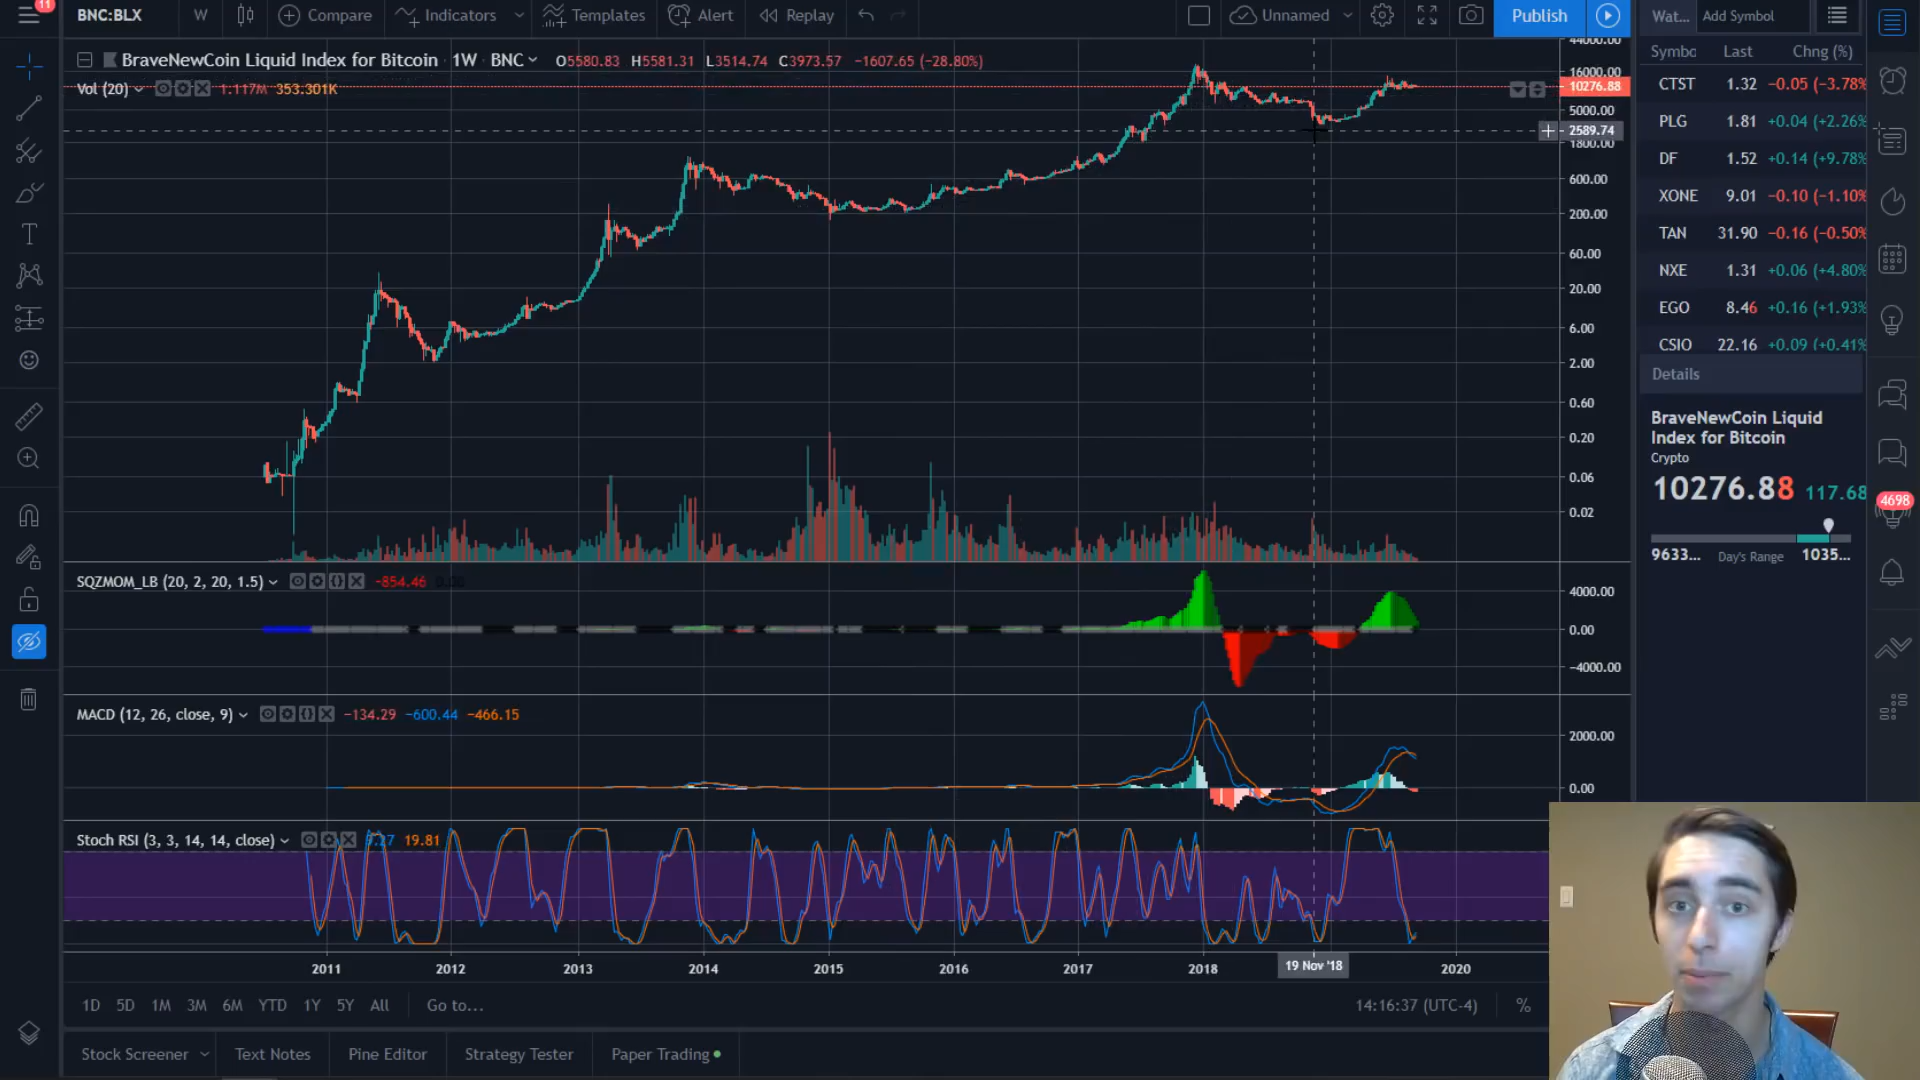 11
BNC:BLX
W
Compare
Indicators
Templates
Alert
Replay
Unnamed
Publish
Wat...
Add Symbol
BraveNewCoin Liquid Index for Bitcoin · 1W · BNC
O5580.83 H5581.31 L3514.74 C3973.57 −1607.65 (−28.80%)
Vol (20) 1.117M 353.301K
44000.00
16000.00
10276.88
5000.00
2589.74
1800.00
600.00
200.00
60.00
20.00
6.00
2.00
0.60
0.20
0.06
0.02
SQZMOM_LB (20, 2, 20, 1.5) −854.46 0.00
4000.00
0.00
−4000.00
MACD (12, 26, close, 9) −134.29 −600.44 −466.15
2000.00
0.00
Stoch RSI (3, 3, 14, 14, close) 19.81
2011 2012 2013 2014 2015 2016 2017 2018 19 Nov '18 2020
1D 5D 1M 3M 6M YTD 1Y 5Y All Go to...
14:16:37 (UTC-4) %
Stock Screener Text Notes Pine Editor Strategy Tester Paper Trading
Symbo Last Chng (%)
CTST 1.32 −0.05 (−3.78%
PLG 1.81 +0.04 (+2.26%
DF 1.52 +0.14 (+9.78%
XONE 9.01 −0.10 (−1.10%
TAN 31.90 −0.16 (−0.50%
NXE 1.31 +0.06 (+4.80%
EGO 8.46 +0.16 (+1.93%
CSIO 22.16 +0.09 (+0.41%
Details
BraveNewCoin Liquid
Index for Bitcoin
Crypto
10276.88 117.68
9633... Day's Range 1035...
4698